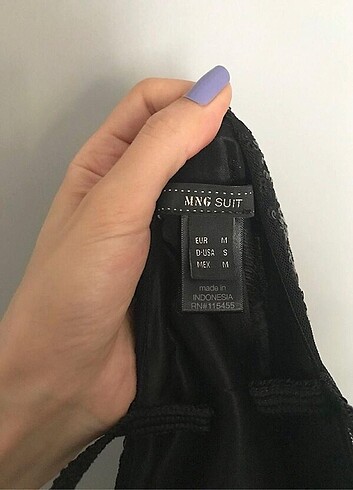 MNG SUIT
EUR M
D-USA S
MEX M
made in
INDONESIA
RN#115455